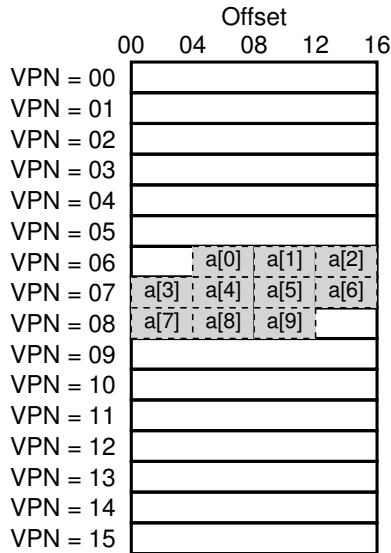 Offset
00 04 08 12 16
VPN = 00
VPN = 01
VPN = 02
VPN = 03
VPN = 04
VPN = 05
VPN = 06 a[0] a[1] a[2]
VPN = 07 a[3] a[4] a[5] a[6]
VPN = 08 a[7] a[8] a[9]
VPN = 09
VPN = 10
VPN = 11
VPN = 12
VPN = 13
VPN = 14
VPN = 15